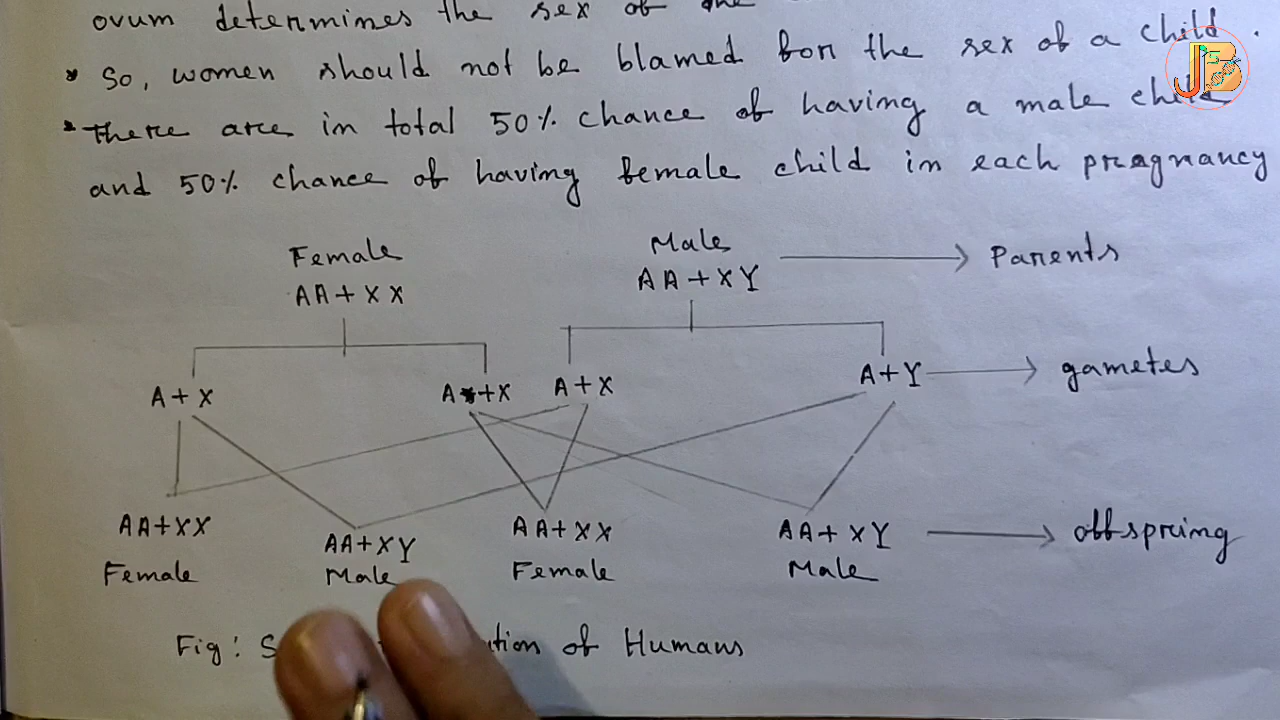 ovum determines the sex of the
* So, women should not be blamed for the sex of a child.
* There are in total 50% chance of having a male child
and 50% chance of having female child in each pregnancy
Female Male Parents
AA+XX AA+XY
A+X A+X A+X A+Y gametes
AA+XX AA+XY AA+XX AA+XY offspring
Female Male Female Male
Fig: of Humans